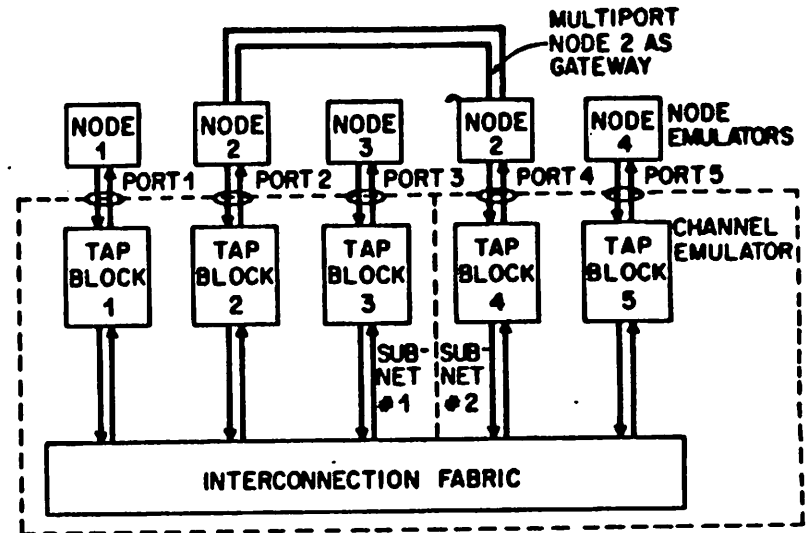 MULTIPORT
NODE 2 AS
GATEWAY
NODE
1
NODE
2
NODE
3
NODE
2
NODE
4
NODE
EMULATORS
PORT 1
PORT 2
PORT 3
PORT 4
PORT 5
TAP
BLOCK
1
TAP
BLOCK
2
TAP
BLOCK
3
TAP
BLOCK
4
TAP
BLOCK
5
CHANNEL
EMULATOR
SUB-
NET
#1
SUB-
NET
#2
INTERCONNECTION FABRIC